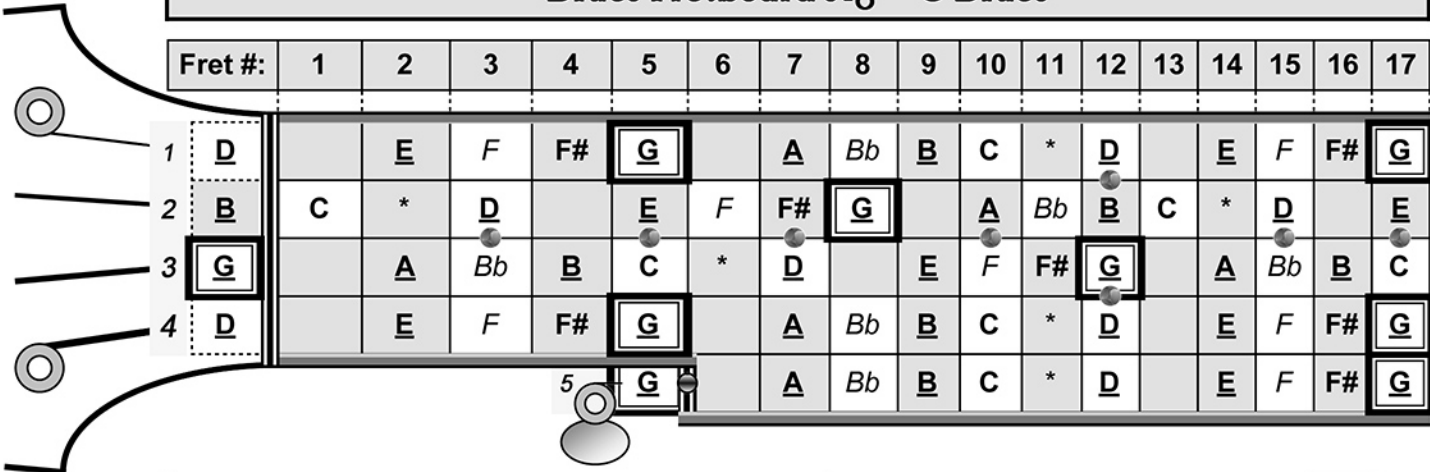 Fret #: 1 2 3 4 5 6 7 8 9 10 11 12 13 14 15 16 17
1 D E F F# G A Bb B C * D E F F# G
2 B C * D E F F# G A Bb B C * D E
3 G A Bb B C * D E F F# G A Bb B C
4 D E F F# G A Bb B C * D E F F# G
5 G A Bb B C * D E F F# G